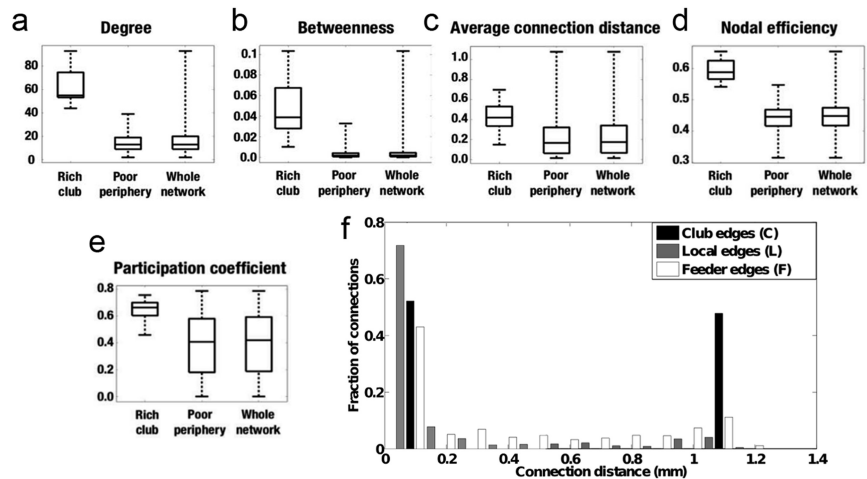 a
Degree
80
60
40
20
0
Rich club
Poor periphery
Whole network
b
Betweenness
0.1
0.08
0.06
0.04
0.02
0.0
Rich club
Poor periphery
Whole network
c
Average connection distance
1.0
0.8
0.6
0.4
0.2
0.0
Rich club
Poor periphery
Whole network
d
Nodal efficiency
0.6
0.5
0.4
0.3
Rich club
Poor periphery
Whole network
e
Participation coefficient
0.8
0.6
0.4
0.2
0.0
Rich club
Poor periphery
Whole network
f
Fraction of connections
0.8
0.6
0.4
0.2
0
Club edges (C)
Local edges (L)
Feeder edges (F)
0 0.2 0.4 0.6 0.8 1 1.2 1.4
Connection distance (mm)